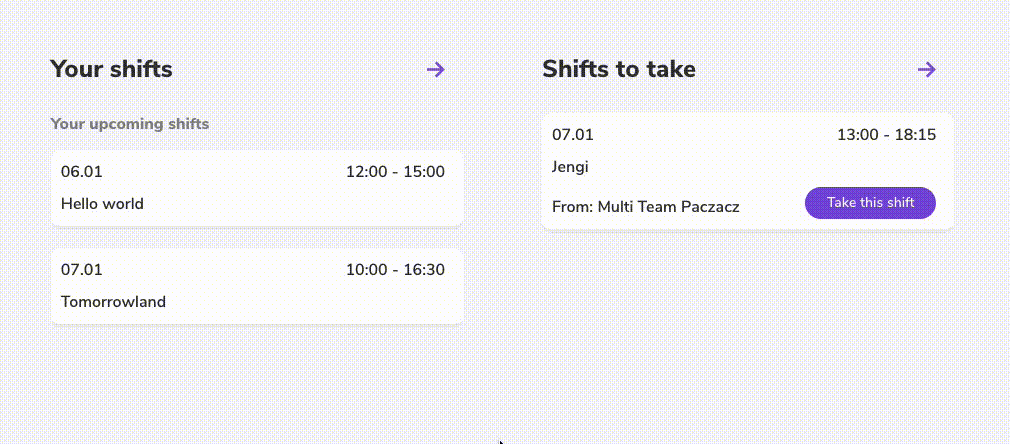 Your shifts
Your upcoming shifts
06.01 12:00 - 15:00
Hello world
07.01 10:00 - 16:30
Tomorrowland
Shifts to take
07.01 13:00 - 18:15
Jengi
From: Multi Team Paczacz
Take this shift